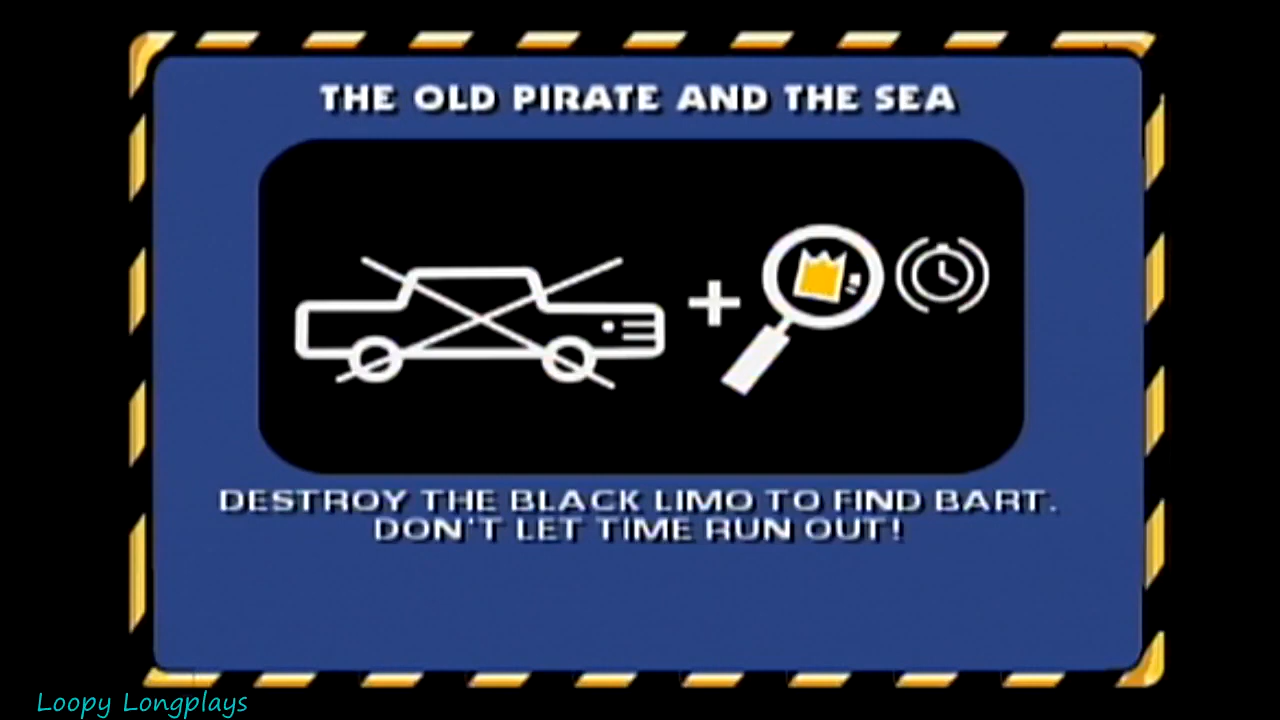 THE OLD PIRATE AND THE SEA
DESTROY THE BLACK LIMO TO FIND BART.
DON'T LET TIME RUN OUT!
Loopy Longplays